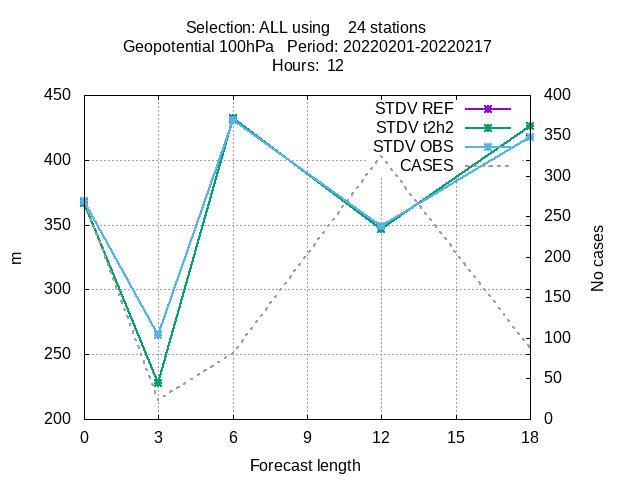 Selection: ALL using    24 stations
Geopotential 100hPa   Period: 20220201-20220217
Hours:  12
450
400
350
300
250
200
m
STDV REF
STDV t2h2
STDV OBS
CASES
400
350
300
250
200
150
100
50
0
No cases
0 3 6 9 12 15 18
Forecast length